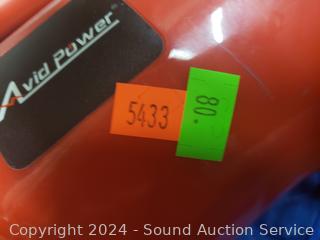 Avid Power
5433
.08
Copyright 2024 - Sound Auction Service